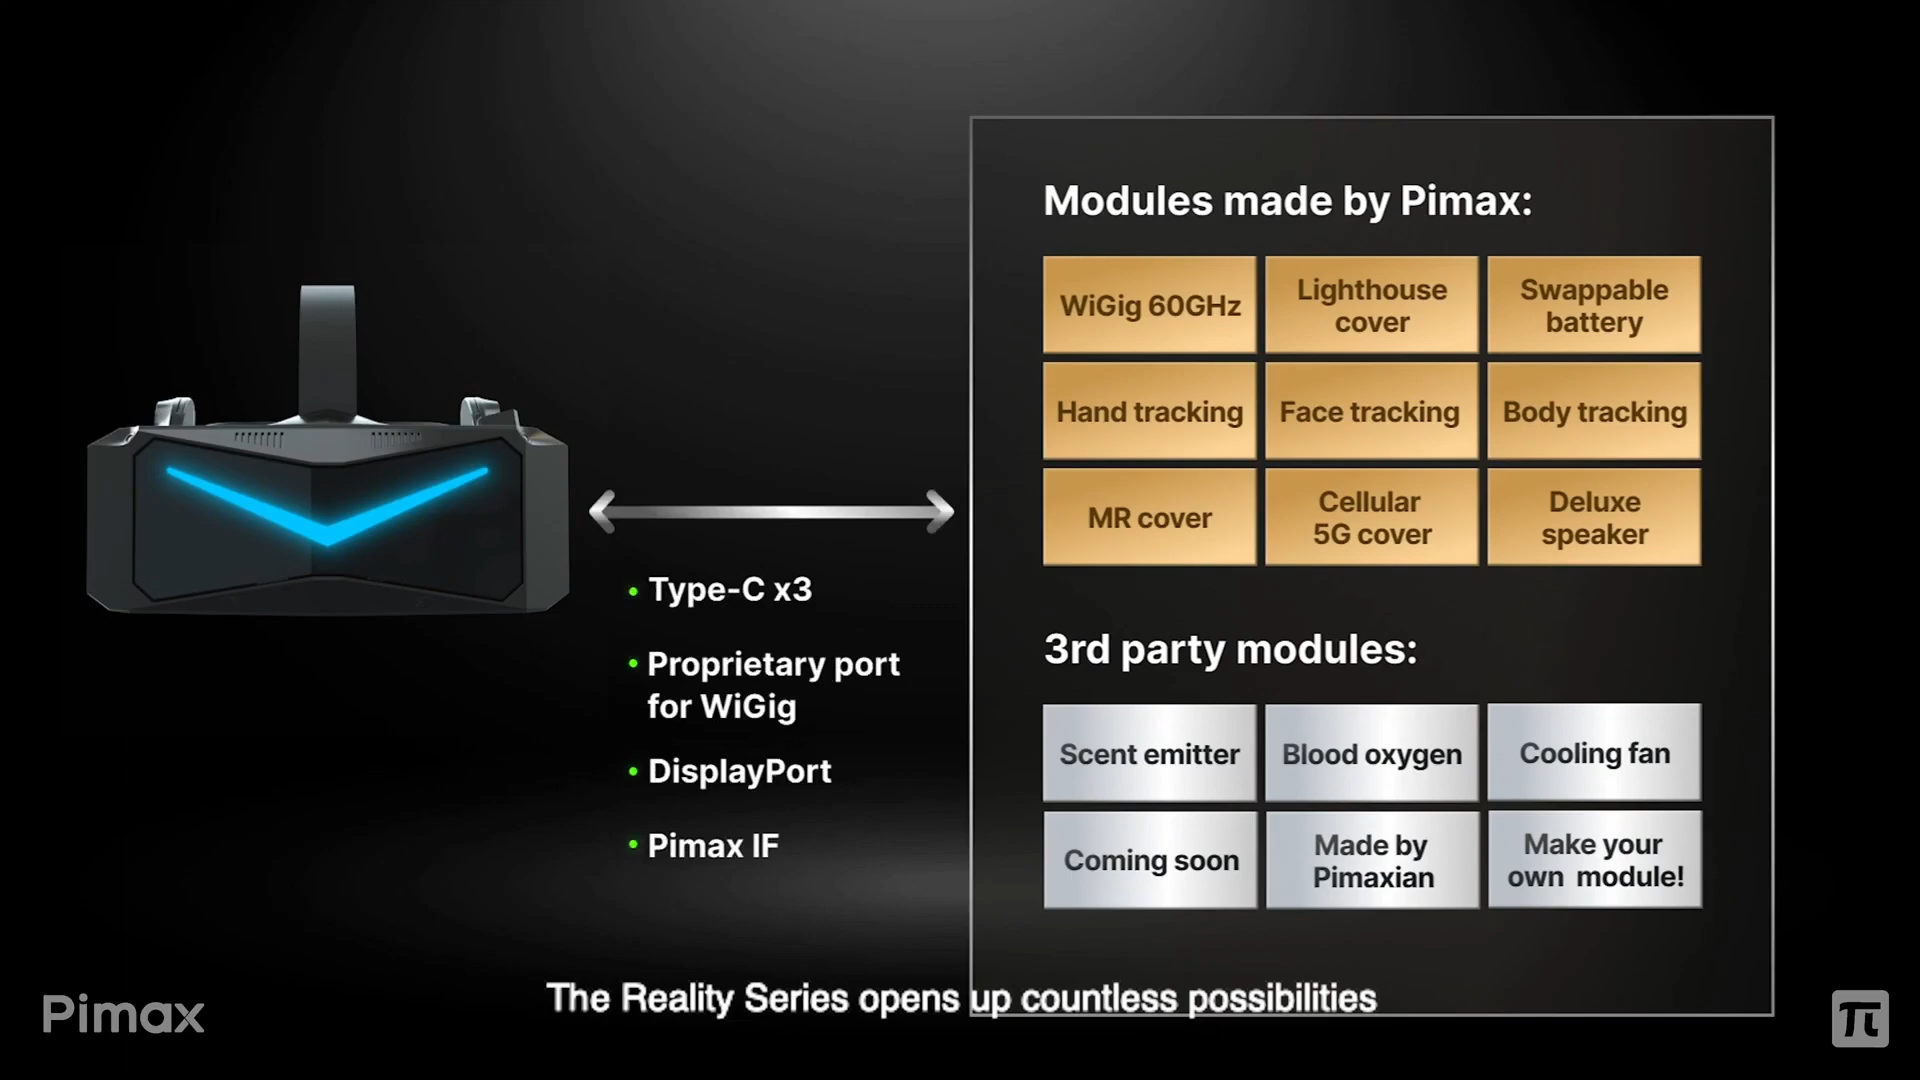 Modules made by Pimax:
WiGig 60GHz
Lighthouse
cover
Swappable
battery
Hand tracking
Face tracking
Body tracking
MR cover
Cellular
5G cover
Deluxe
speaker
• Type-C x3
• Proprietary port
for WiGig
• DisplayPort
• Pimax IF
3rd party modules:
Scent emitter
Blood oxygen
Cooling fan
Coming soon
Made by
Pimaxian
Make your
own module!
The Reality Series opens up countless possibilities
Pimax
π